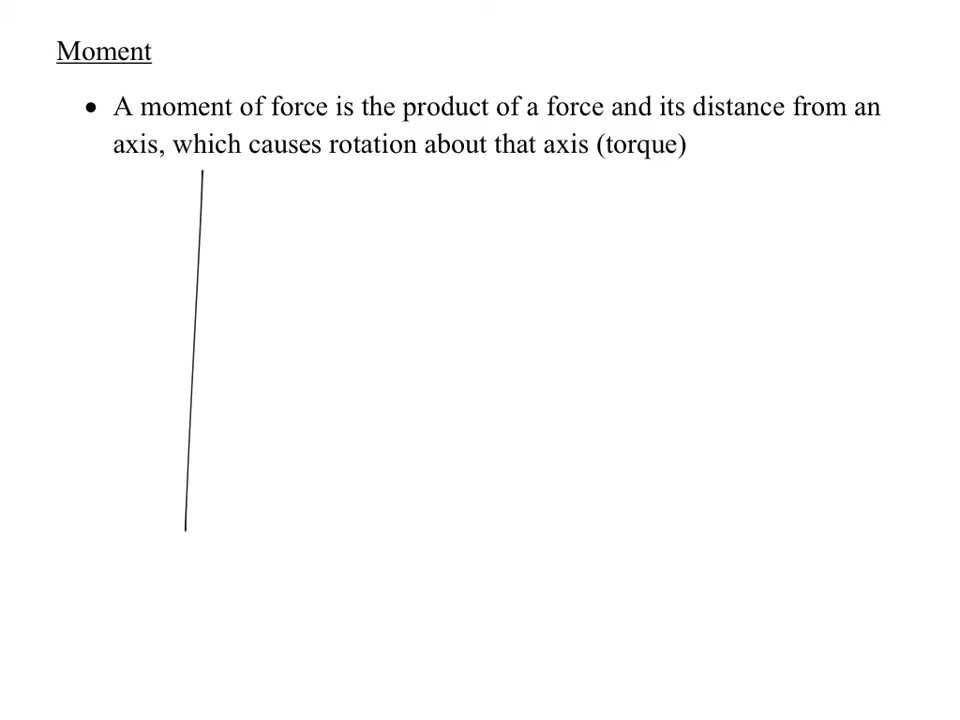 Moment
• A moment of force is the product of a force and its distance from an
axis, which causes rotation about that axis (torque)